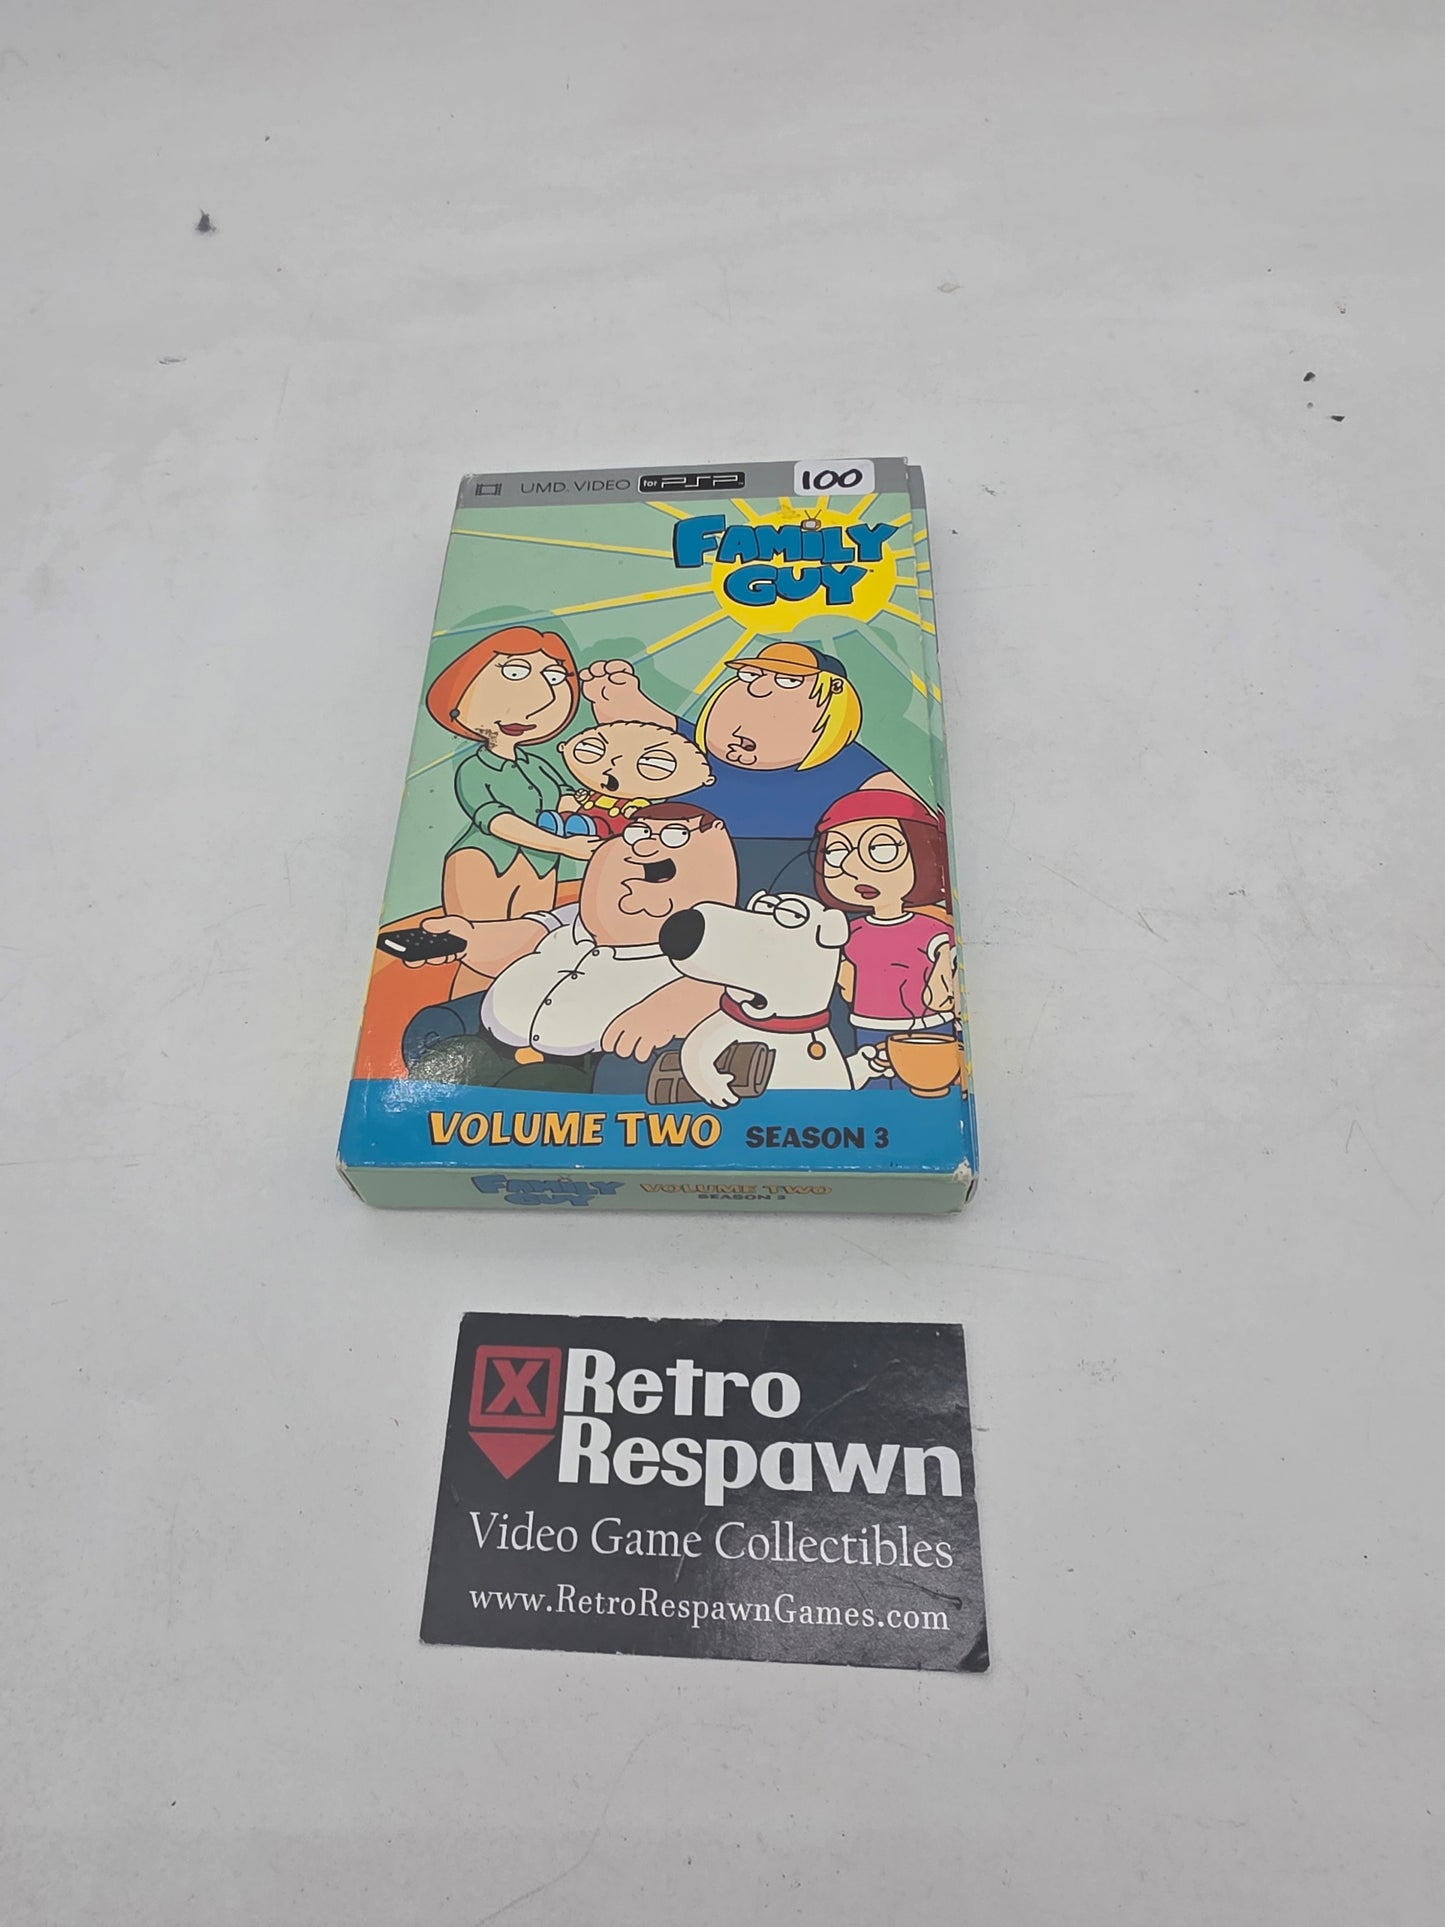 UMD. VIDEO for PSP 100
FAMILY
GUY™
VOLUME TWO SEASON 3
FAMILY
GUY
VOLUME TWO
SEASON 3
X Retro
Respawn
Video Game Collectibles
www.RetroRespawnGames.com